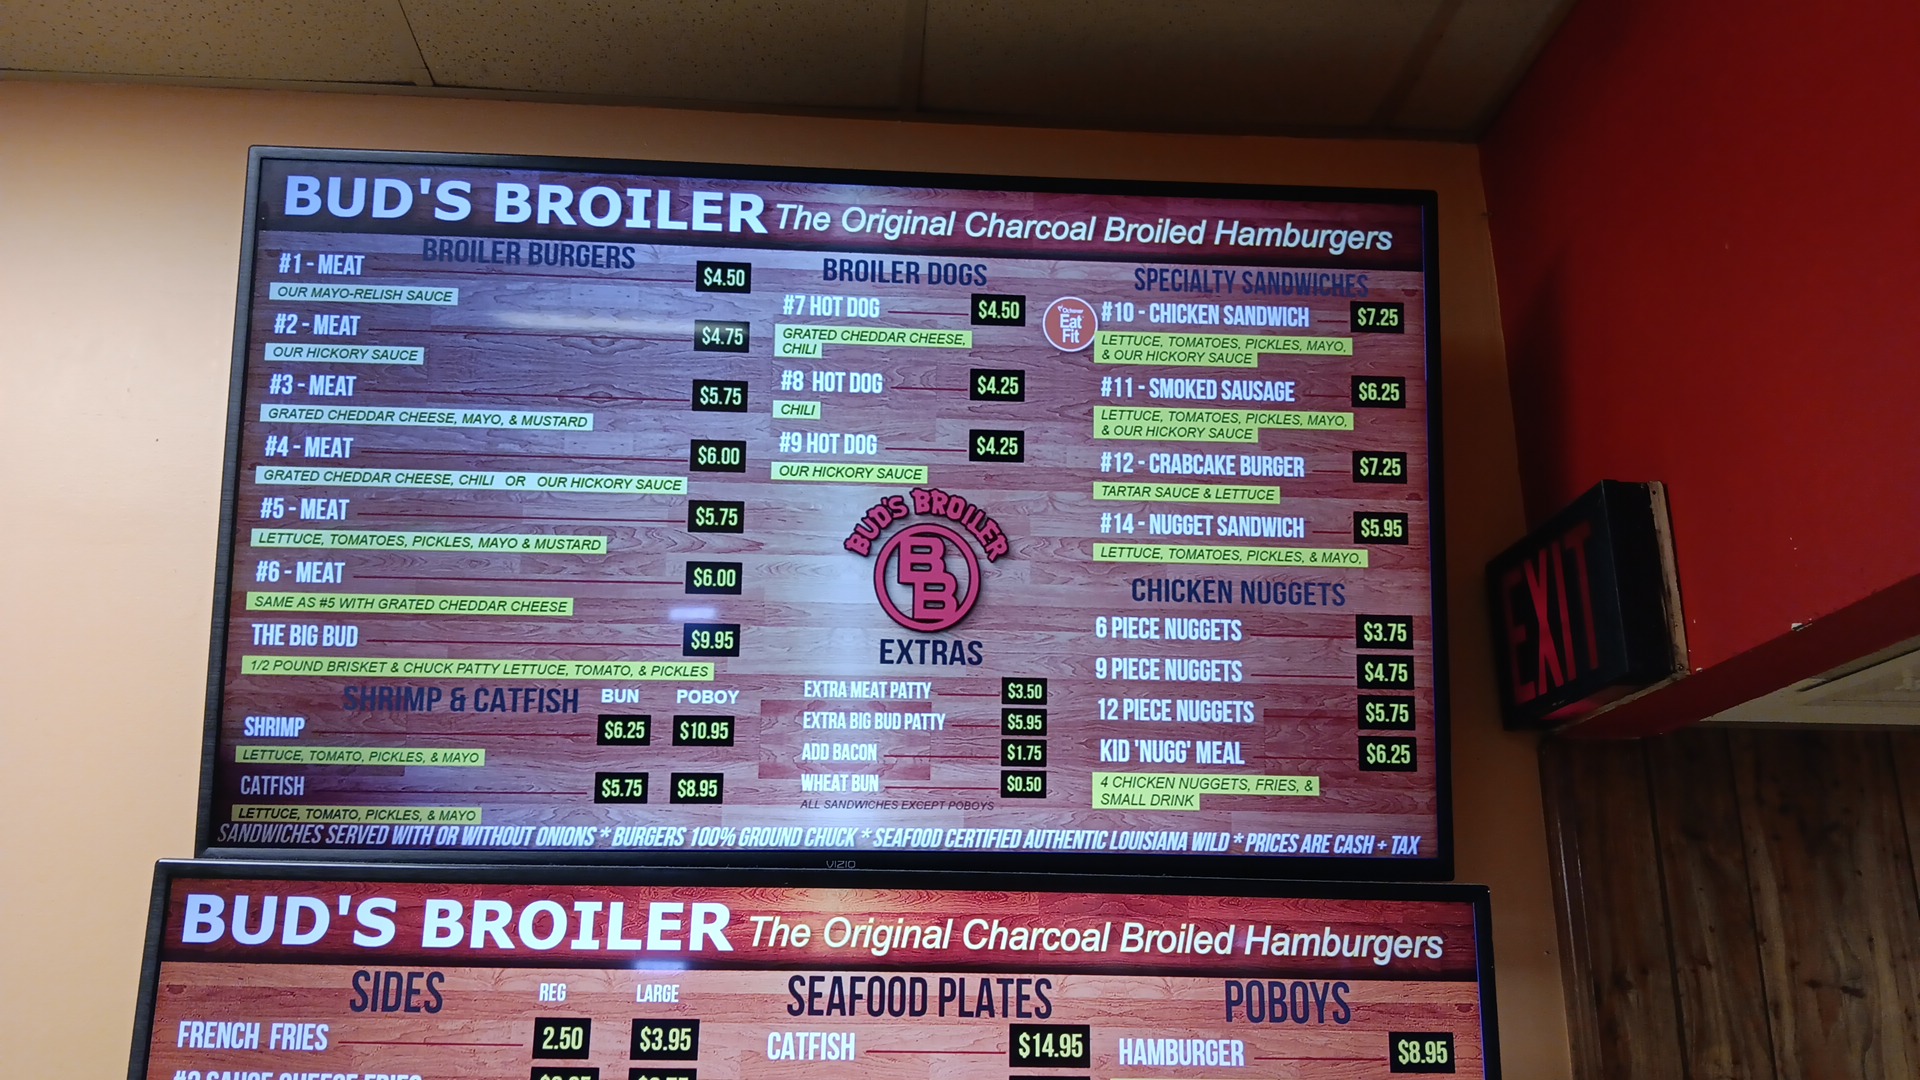 BUD'S BROILER The Original Charcoal Broiled Hamburgers
BROILER BURGERS
#1 - MEAT $4.50
OUR MAYO-RELISH SAUCE
#2 - MEAT $4.75
OUR HICKORY SAUCE
#3 - MEAT $5.75
GRATED CHEDDAR CHEESE, MAYO, & MUSTARD
#4 - MEAT $6.00
GRATED CHEDDAR CHEESE, CHILI OR OUR HICKORY SAUCE
#5 - MEAT $5.75
LETTUCE, TOMATOES, PICKLES, MAYO & MUSTARD
#6 - MEAT $6.00
SAME AS #5 WITH GRATED CHEDDAR CHEESE
THE BIG BUD $9.95
1/2 POUND BRISKET & CHUCK PATTY LETTUCE, TOMATO, & PICKLES
SHRIMP & CATFISH BUN POBOY
SHRIMP $6.25 $10.95
LETTUCE, TOMATO, PICKLES, & MAYO
CATFISH $5.75 $8.95
LETTUCE, TOMATO, PICKLES, & MAYO
BROILER DOGS
#7 HOT DOG $4.50
GRATED CHEDDAR CHEESE,
CHILI
#8 HOT DOG $4.25
CHILI
#9 HOT DOG $4.25
OUR HICKORY SAUCE
BUD'S BROILER
BB
EXTRAS
EXTRA MEAT PATTY $3.50
EXTRA BIG BUD PATTY $5.95
ADD BACON $1.75
WHEAT BUN $0.50
ALL SANDWICHES EXCEPT POBOYS
SPECIALTY SANDWICHES
Ochsner
Eat
Fit
#10 - CHICKEN SANDWICH $7.25
LETTUCE, TOMATOES, PICKLES, MAYO,
& OUR HICKORY SAUCE
#11 - SMOKED SAUSAGE $6.25
LETTUCE, TOMATOES, PICKLES, MAYO,
& OUR HICKORY SAUCE
#12 - CRABCAKE BURGER $7.25
TARTAR SAUCE & LETTUCE
#14 - NUGGET SANDWICH $5.95
LETTUCE, TOMATOES, PICKLES, & MAYO,
CHICKEN NUGGETS
6 PIECE NUGGETS $3.75
9 PIECE NUGGETS $4.75
12 PIECE NUGGETS $5.75
KID 'NUGG' MEAL $6.25
4 CHICKEN NUGGETS, FRIES, &
SMALL DRINK
SANDWICHES SERVED WITH OR WITHOUT ONIONS * BURGERS 100% GROUND CHUCK * SEAFOOD CERTIFIED AUTHENTIC LOUISIANA WILD * PRICES ARE CASH + TAX
VIZIO
EXIT
BUD'S BROILER The Original Charcoal Broiled Hamburgers
SIDES REG LARGE
FRENCH FRIES 2.50 $3.95
#2 SAUCE CHEESE FRIES
SEAFOOD PLATES
CATFISH $14.95
POBOYS
HAMBURGER $8.95